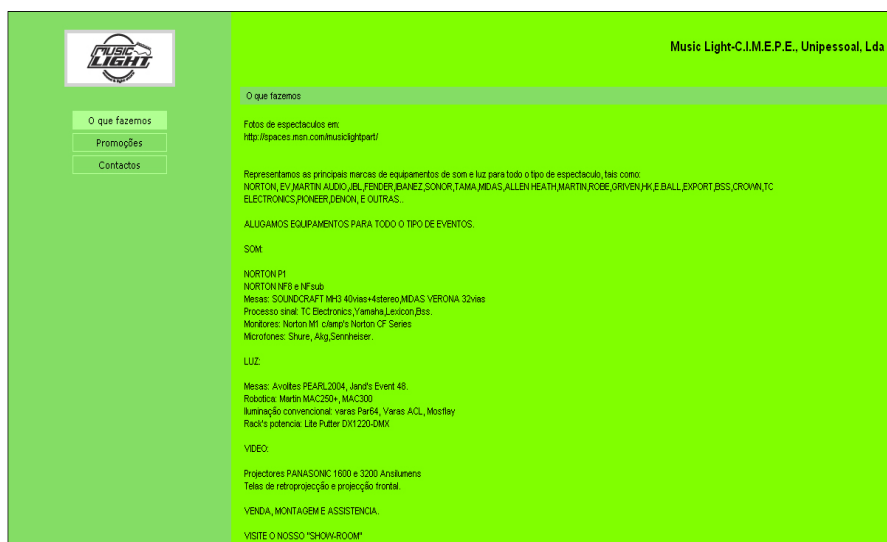 MUSIC
LIGHT
Music Light-C.I.M.E.P.E., Unipessoal, Lda
O que fazemos
Promoções
Contactos
O que fazemos
Fotos de espectaculos em:
http://spaces.msn.com/musiclightpart/
Representamos as principais marcas de equipamentos de som e luz para todo o tipo de espectaculo, tais como:
NORTON, EV,MARTIN AUDIO,JBL,FENDER,IBANEZ,SONOR,TAMA,MIDAS,ALLEN HEATH,MARTIN,ROBE,GRIVEN,HK,E.BALL,EXPORT,BSS,CROWN,TC
ELECTRONICS,PIONEER,DENON, E OUTRAS..
ALUGAMOS EQUIPAMENTOS PARA TODO O TIPO DE EVENTOS.
SOM:
NORTON P1
NORTON NF8 e NFsub
Mesas: SOUNDCRAFT MH3 40vias+4stereo,MIDAS VERONA 32vias
Processo sinal: TC Electronics,Yamaha,Lexicon,Bss.
Monitores: Norton M1 c/amp's Norton CF Series
Microfones: Shure, Akg,Sennheiser.
LUZ:
Mesas: Avolites PEARL2004, Jand's Event 48.
Robotica: Martin MAC250+, MAC300
Iluminação convencional: varas Par64, Varas ACL, Mosflay
Rack's potencia: Lite Putter DX1220-DMX
VIDEO:
Projectores PANASONIC 1600 e 3200 Ansilumens
Telas de retroprojecção e projecção frontal.
VENDA, MONTAGEM E ASSISTENCIA.
VISITE O NOSSO "SHOW-ROOM"